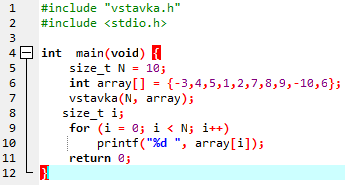 1 #include "vstavka.h"
2 #include <stdio.h>
3
4 int main(void) {
5 size_t N = 10;
6 int array[] = {-3,4,5,1,2,7,8,9,-10,6};
7 vstavka(N, array);
8 size_t i;
9 for (i = 0; i < N; i++)
10 printf("%d ", array[i]);
11 return 0;
12 }